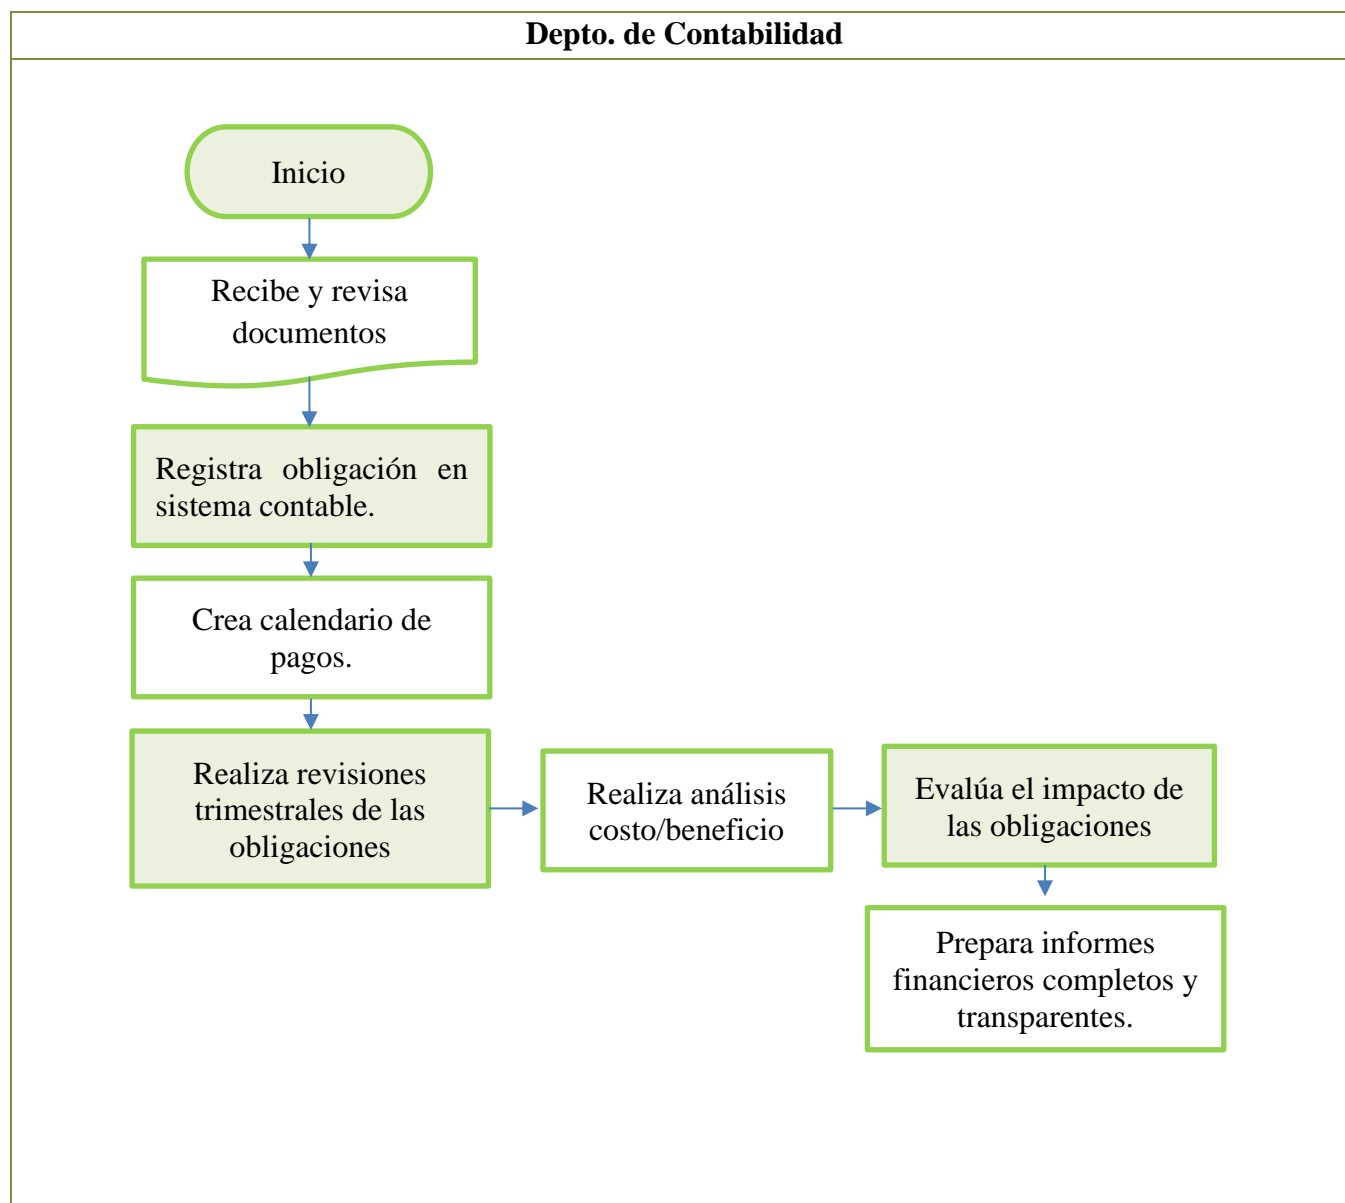 Depto. de Contabilidad
Inicio
Recibe y revisa
documentos
Registra obligación en
sistema contable.
Crea calendario de
pagos.
Realiza revisiones
trimestrales de las
obligaciones
Realiza análisis
costo/beneficio
Evalúa el impacto de
las obligaciones
Prepara informes
financieros completos y
transparentes.